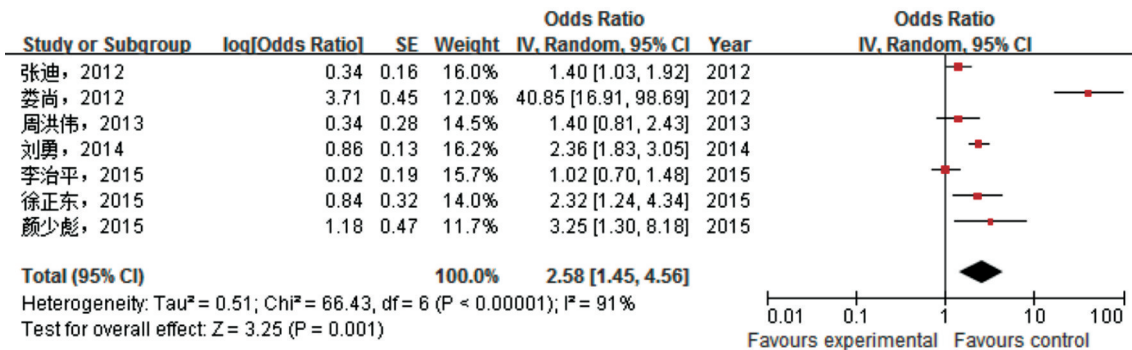 Odds Ratio Odds Ratio
Study or Subgroup log[Odds Ratio] SE Weight IV, Random, 95% CI Year IV, Random, 95% CI
张迪，2012 0.34 0.16 16.0% 1.40 [1.03, 1.92] 2012
娄尚，2012 3.71 0.45 12.0% 40.85 [16.91, 98.69] 2012
周洪伟，2013 0.34 0.28 14.5% 1.40 [0.81, 2.43] 2013
刘勇，2014 0.86 0.13 16.2% 2.36 [1.83, 3.05] 2014
李治平，2015 0.02 0.19 15.7% 1.02 [0.70, 1.48] 2015
徐正东，2015 0.84 0.32 14.0% 2.32 [1.24, 4.34] 2015
颜少彪，2015 1.18 0.47 11.7% 3.25 [1.30, 8.18] 2015
Total (95% CI) 100.0% 2.58 [1.45, 4.56]
Heterogeneity: Tau² = 0.51; Chi² = 66.43, df = 6 (P < 0.00001); I² = 91%
Test for overall effect: Z = 3.25 (P = 0.001)
0.01 0.1 1 10 100
Favours experimental Favours control